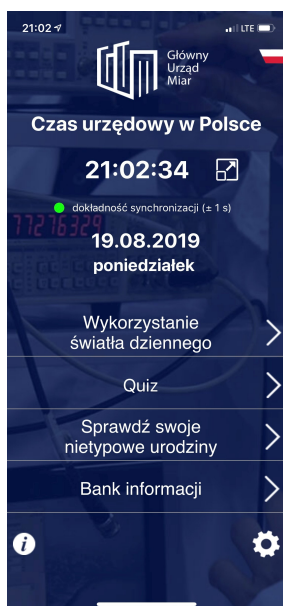 21:02
LTE
Główny
Urząd
Miar
Czas urzędowy w Polsce
21:02:34
dokładność synchronizacji (± 1 s)
77276329
19.08.2019
poniedziałek
Wykorzystanie
światła dziennego
Quiz
Sprawdź swoje
nietypowe urodziny
Bank informacji
i